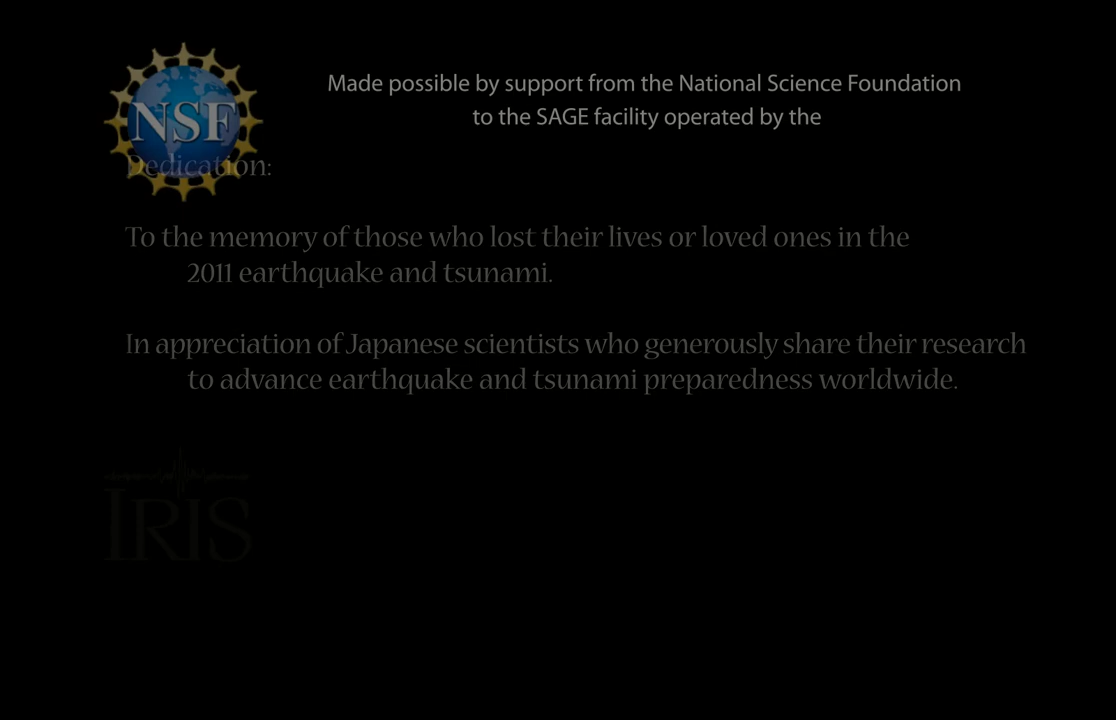 NSF
Made possible by support from the National Science Foundation
to the SAGE facility operated by the
Dedication:
To the memory of those who lost their lives or loved ones in the
2011 earthquake and tsunami.
In appreciation of Japanese scientists who generously share their research
to advance earthquake and tsunami preparedness worldwide.
IRIS